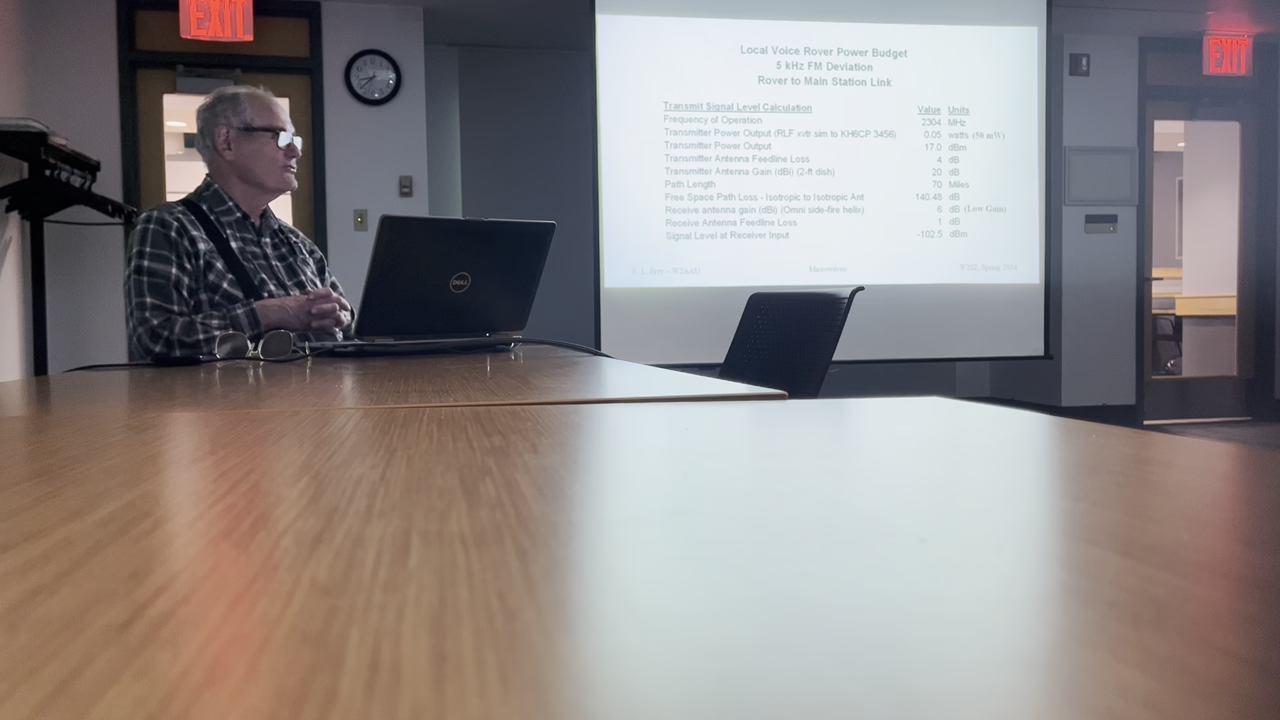 EXIT
EXIT
Local Voice Rover Power Budget
5 kHz FM Deviation
Rover to Main Station Link
Transmit Signal Level Calculation Value Units
Frequency of Operation 2304 MHz
Transmitter Power Output (RLF xvtr sim to KH6CP 3456) 0.05 watts (50 mW)
Transmitter Power Output 17.0 dBm
Transmitter Antenna Feedline Loss 4 dB
Transmitter Antenna Gain (dBi) (2-ft dish) 20 dB
Path Length 70 Miles
Free Space Path Loss - Isotropic to Isotropic Ant 140.48 dB
Receive antenna gain (dBi) (Omni side-fire helix) 6 dB (Low Gain)
Receive Antenna Feedline Loss 1 dB
Signal Level at Receiver Input -102.5 dBm
Microwaves
DELL